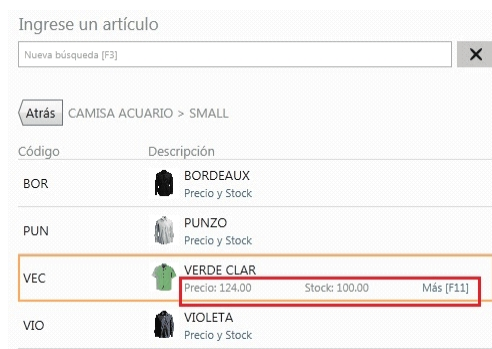 Ingrese un artículo
Nueva búsqueda [F3]
Atrás CAMISA ACUARIO > SMALL
Código Descripción
BOR BORDEAUX
Precio y Stock
PUN PUNZO
Precio y Stock
VEC VERDE CLAR
Precio: 124.00 Stock: 100.00 Más [F11]
VIO VIOLETA
Precio y Stock